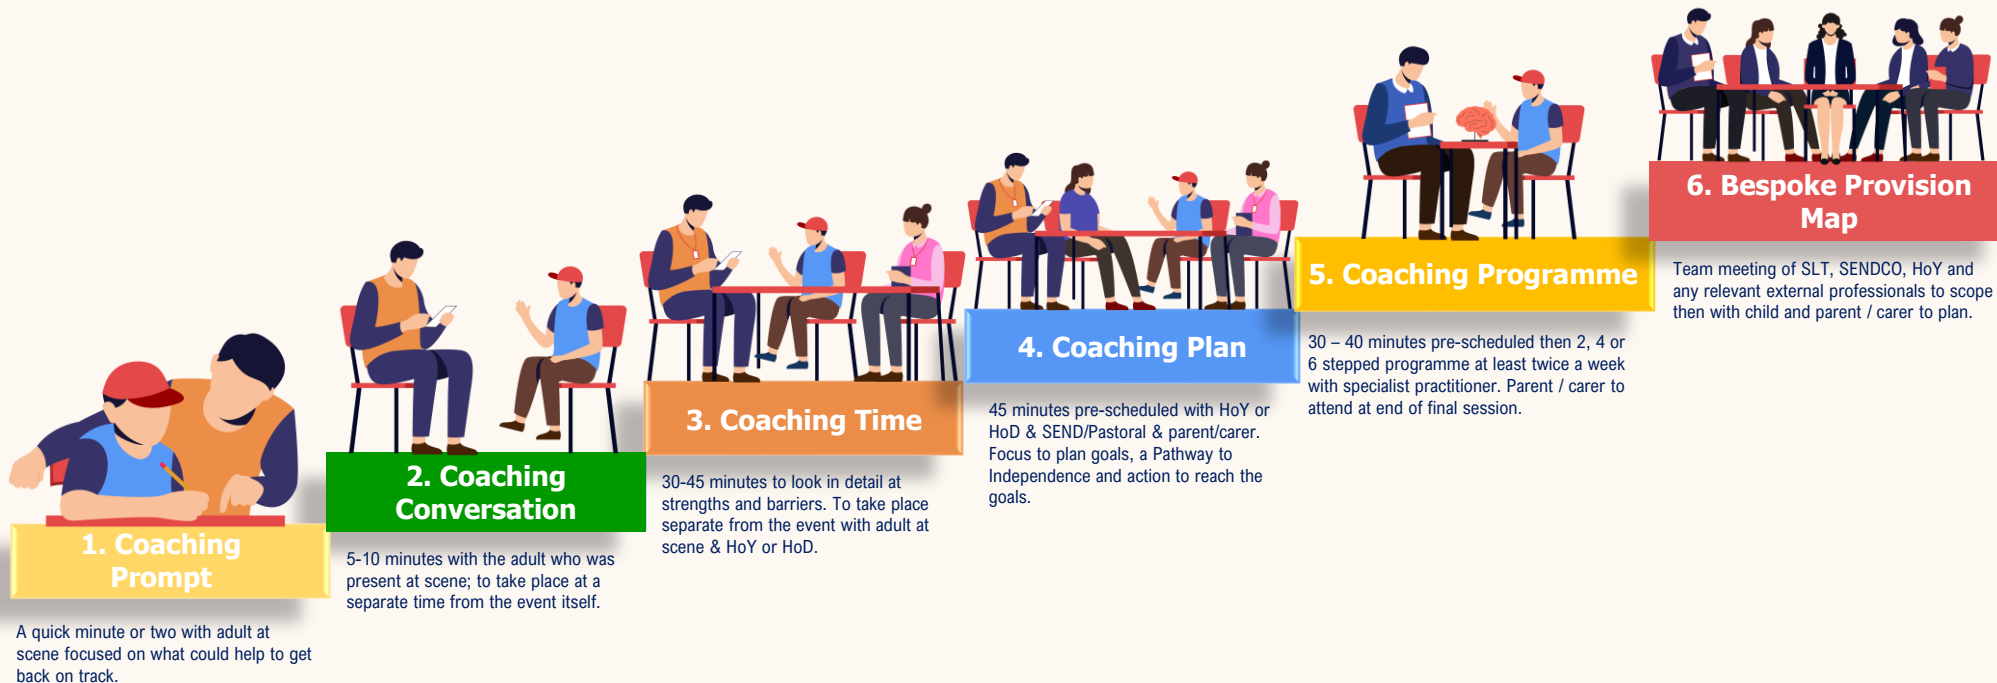 1. Coaching
Prompt
A quick minute or two with adult at
scene focused on what could help to get
back on track.
2. Coaching
Conversation
5-10 minutes with the adult who was
present at scene; to take place at a
separate time from the event itself.
3. Coaching Time
30-45 minutes to look in detail at
strengths and barriers. To take place
separate from the event with adult at
scene & HoY or HoD.
4. Coaching Plan
45 minutes pre-scheduled with HoY or
HoD & SEND/Pastoral & parent/carer.
Focus to plan goals, a Pathway to
Independence and action to reach the
goals.
5. Coaching Programme
30 – 40 minutes pre-scheduled then 2, 4 or
6 stepped programme at least twice a week
with specialist practitioner. Parent / carer to
attend at end of final session.
6. Bespoke Provision
Map
Team meeting of SLT, SENDCO, HoY and
any relevant external professionals to scope
then with child and parent / carer to plan.